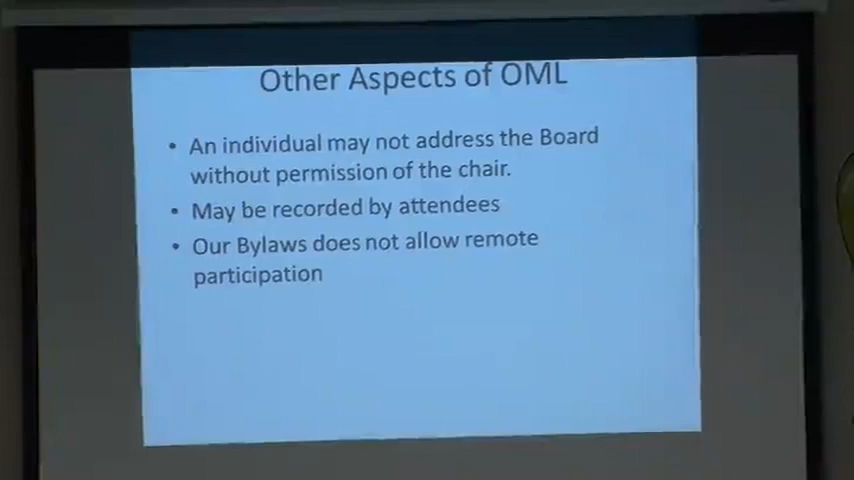 Other Aspects of OML
• An individual may not address the Board
without permission of the chair.
• May be recorded by attendees
• Our Bylaws does not allow remote
participation